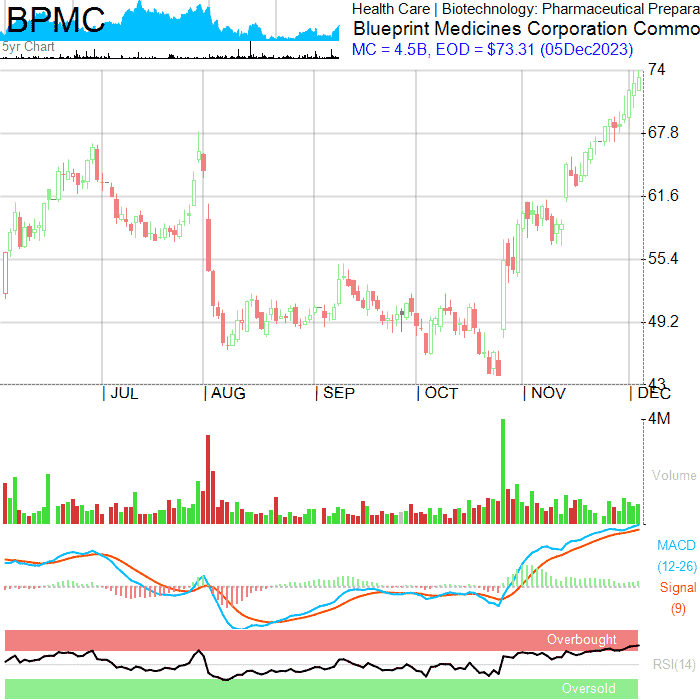 BPMC
5yr Chart
Health Care | Biotechnology: Pharmaceutical Prepara
Blueprint Medicines Corporation Commo
MC = 4.5B, EOD = $73.31 (05Dec2023)
74
67.8
61.6
55.4
49.2
43
| JUL | AUG | SEP | OCT | NOV | DEC
4M
Volume
MACD
(12-26)
Signal
(9)
Overbought
RSI(14)
Oversold